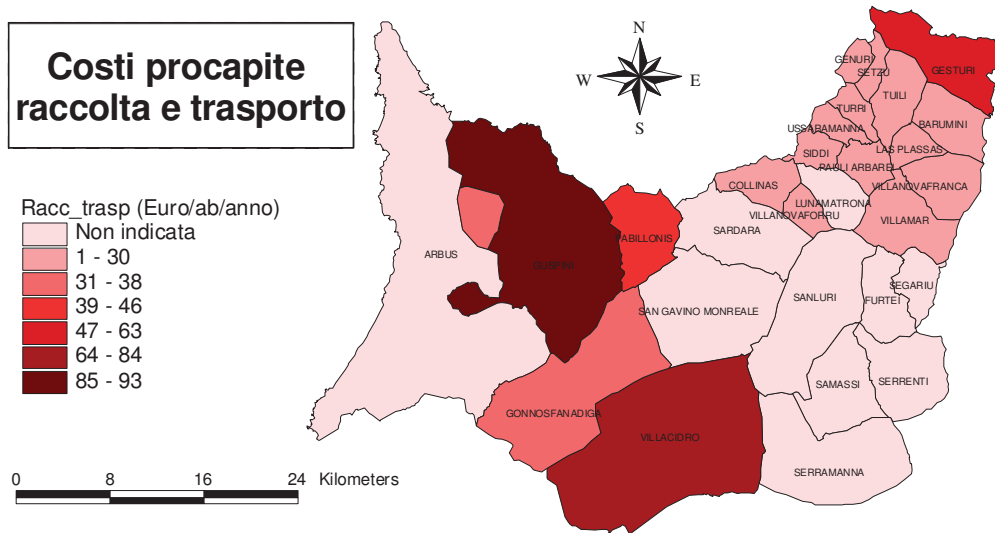 Costi procapite
raccolta e trasporto
Racc_trasp (Euro/ab/anno)
Non indicata
1 - 30
31 - 38
39 - 46
47 - 63
64 - 84
85 - 93
0 8 16 24 Kilometers
N
W E
S
GENURI
SETZU
GESTURI
TUILI
TURRI
BARUMINI
USSARAMANNA
SIDDI
LAS PLASSAS
PAULI ARBAREI
COLLINAS
VILLANOVAFRANCA
LUNAMATRONA
VILLANOVAFORRU
VILLAMAR
SARDARA
PABILLONIS
ARBUS
GUSPINI
SEGARIU
SANLURI
FURTEI
SAN GAVINO MONREALE
SAMASSI
SERRENTI
GONNOSFANADIGA
VILLACIDRO
SERRAMANNA